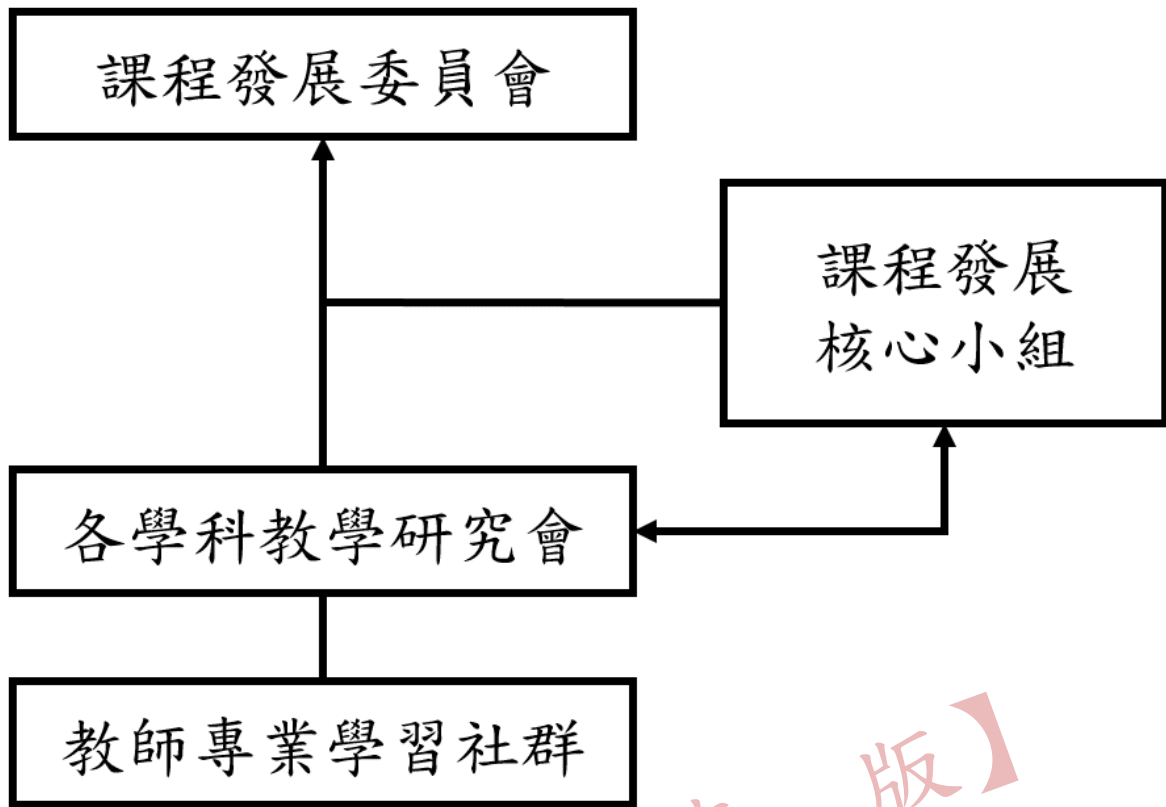 課程發展委員會
課程發展
核心小組
各學科教學研究會
教師專業學習社群
版】